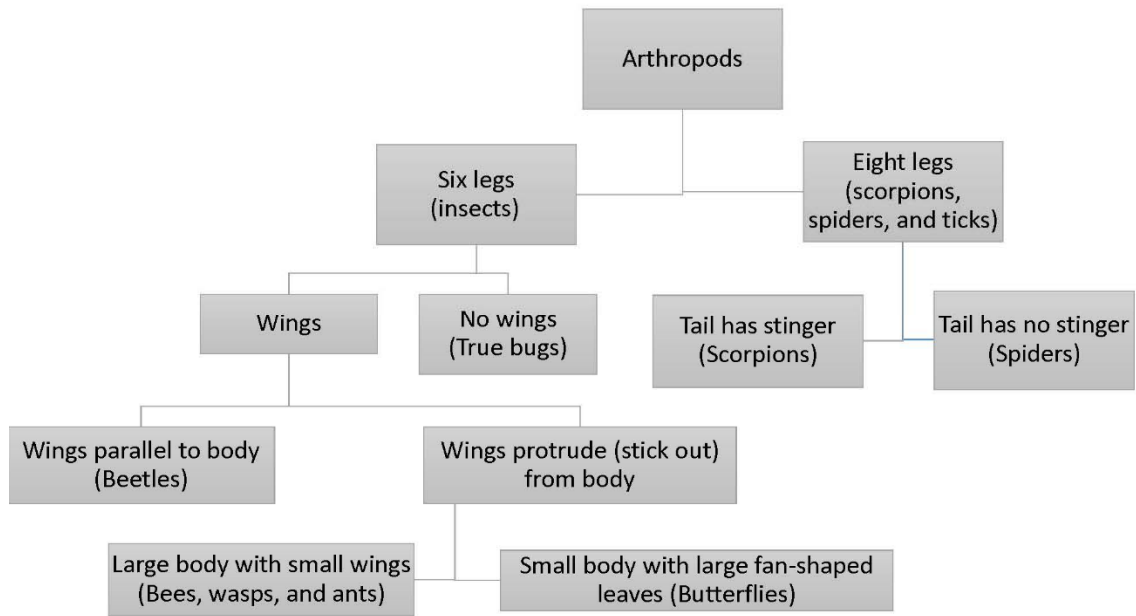 Arthropods
Six legs
(insects)
Eight legs
(scorpions,
spiders, and ticks)
Wings
No wings
(True bugs)
Tail has stinger
(Scorpions)
Tail has no stinger
(Spiders)
Wings parallel to body
(Beetles)
Wings protrude (stick out)
from body
Large body with small wings
(Bees, wasps, and ants)
Small body with large fan-shaped
leaves (Butterflies)